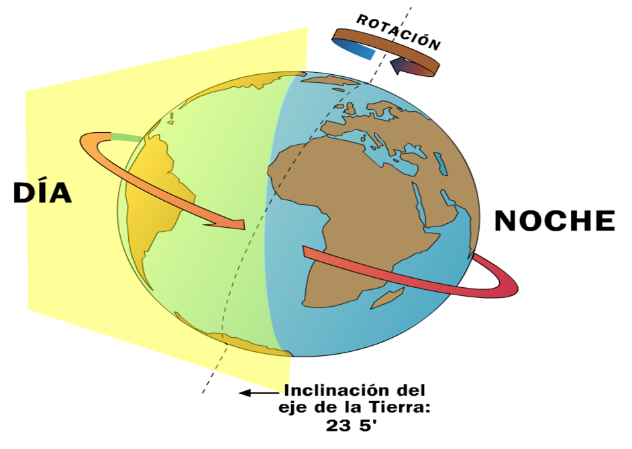 ROTACIÓN
DÍA
NOCHE
Inclinación del
eje de la Tierra:
23 5'